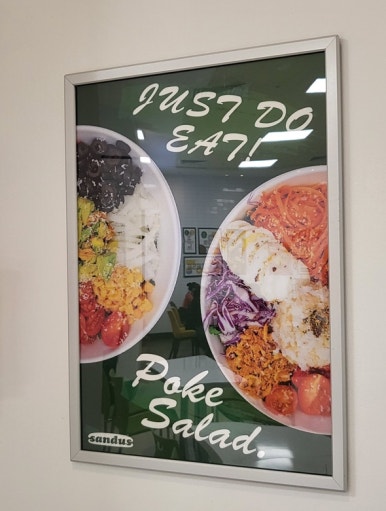 JUST DO
EAT!
Poke
Salad.
sandus